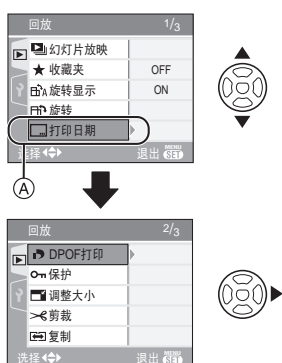 回放 1/3
幻灯片放映
收藏夹 OFF
旋转显示 ON
旋转
打印日期
选择 退出 MENU SET
A
回放 2/3
DPOF打印
保护
调整大小
剪裁
复制
选择 退出 MENU SET